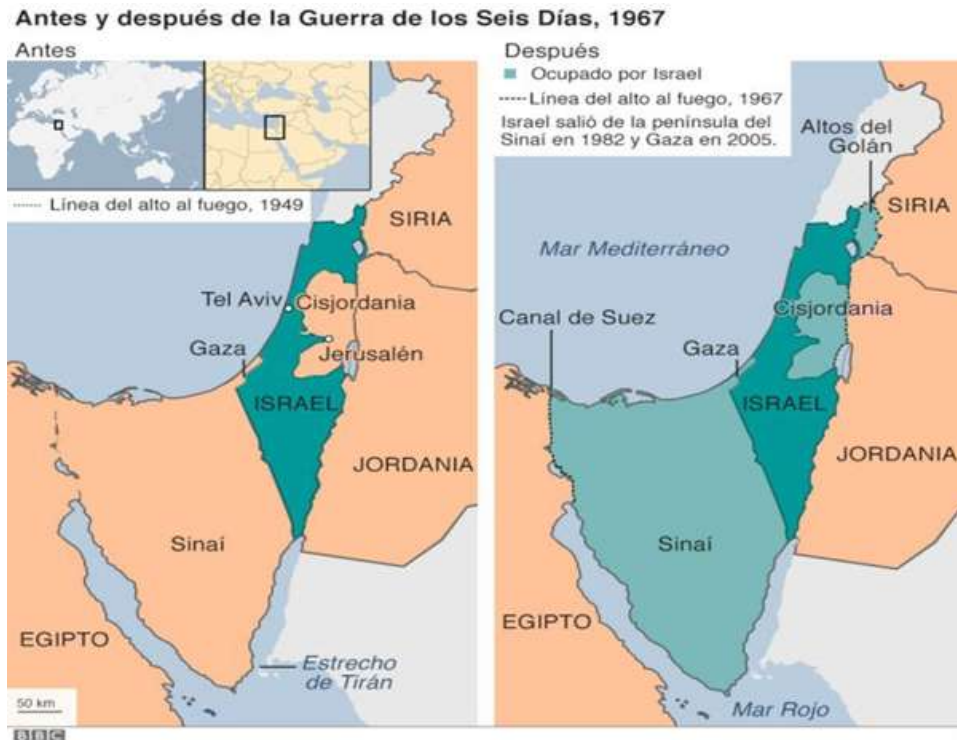 Antes y después de la Guerra de los Seis Días, 1967
Antes
Línea del alto al fuego, 1949
SIRIA
Tel Aviv
Cisjordania
Gaza
Jerusalén
ISRAEL
JORDANIA
Sinaí
EGIPTO
Estrecho
de Tirán
50 km
Después
Ocupado por Israel
Línea del alto al fuego, 1967
Israel salió de la península del
Sinaí en 1982 y Gaza en 2005.
Altos del
Golán
SIRIA
Mar Mediterráneo
Cisjordania
Canal de Suez
Gaza
ISRAEL
JORDANIA
Sinaí
EGIPTO
Mar Rojo
BBC